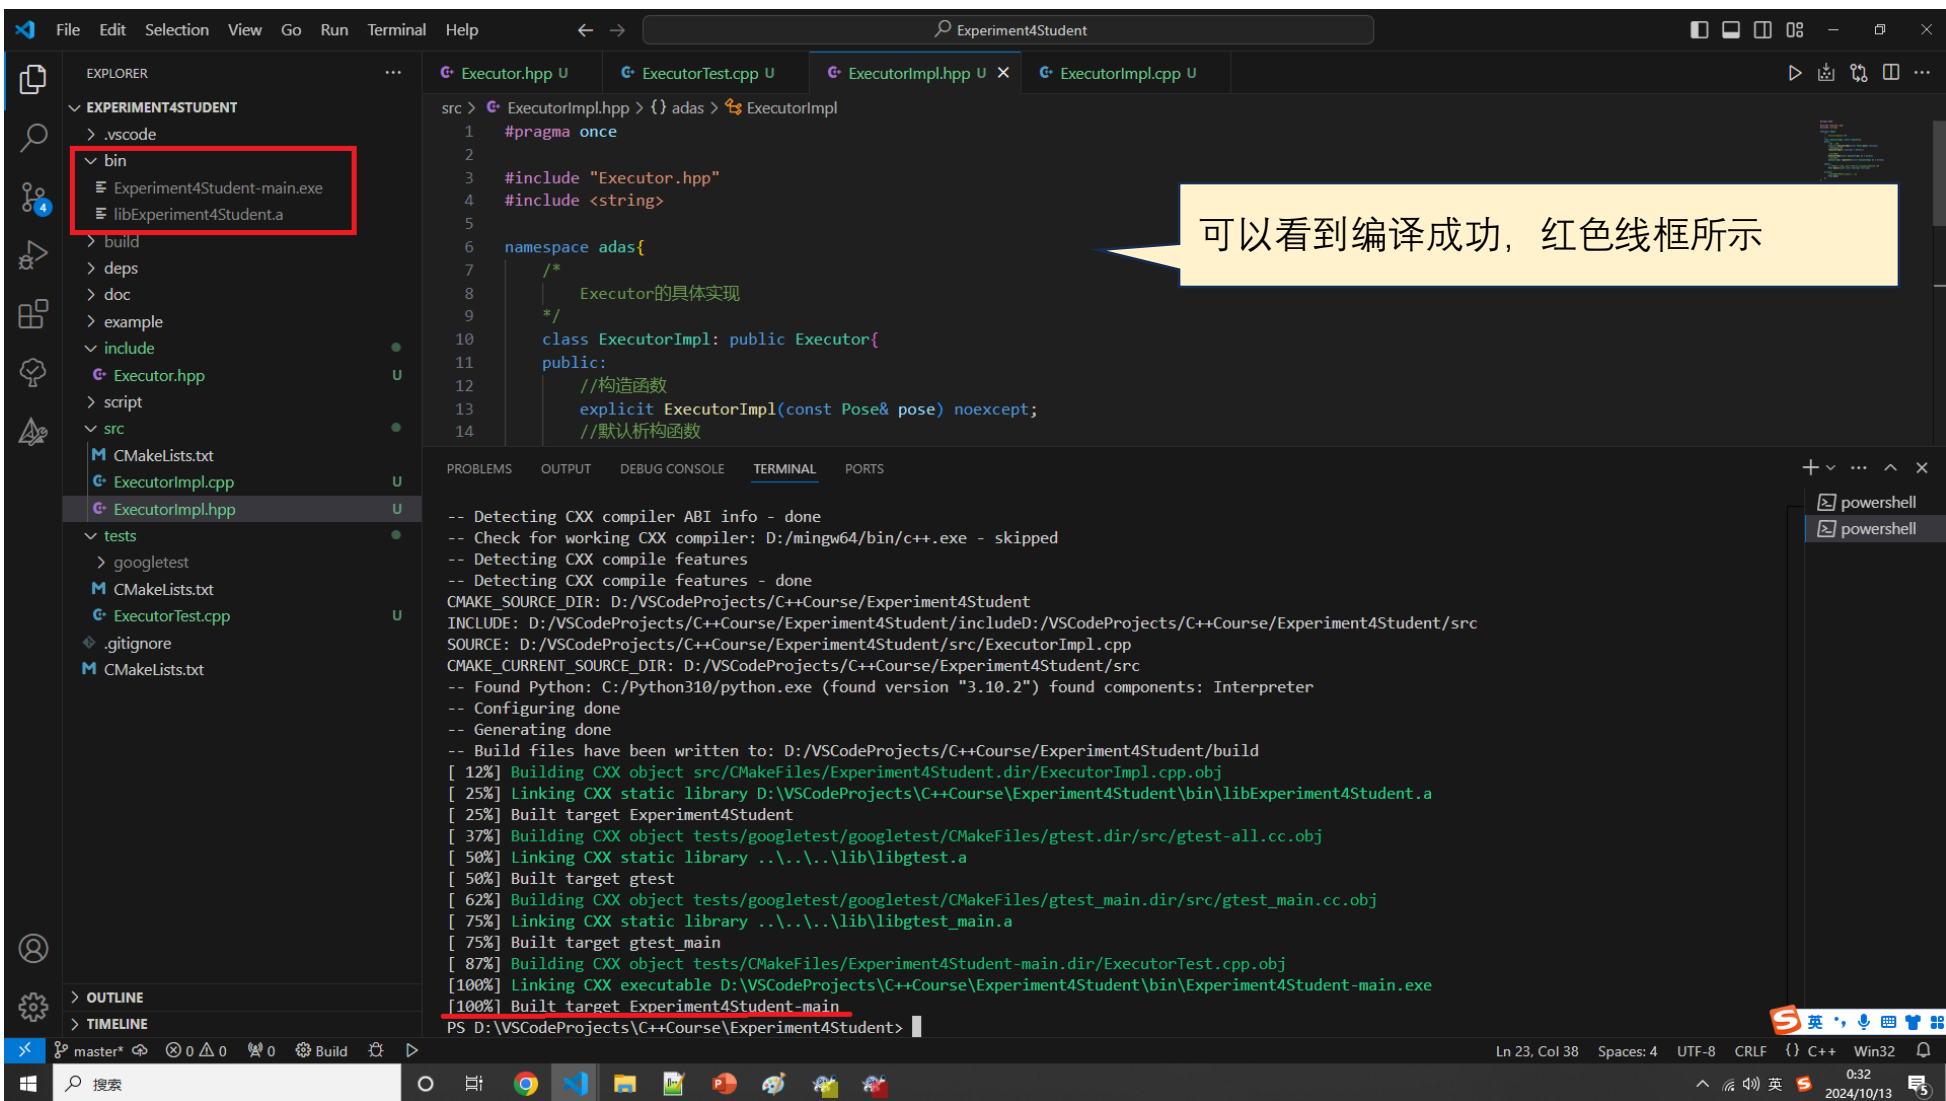 File Edit Selection View Go Run Terminal Help
Experiment4Student
EXPLORER
EXPERIMENT4STUDENT
.vscode
bin
Experiment4Student-main.exe
libExperiment4Student.a
build
deps
doc
example
include
Executor.hpp U
script
src
CMakeLists.txt
ExecutorImpl.cpp U
ExecutorImpl.hpp U
tests
googletest
CMakeLists.txt
ExecutorTest.cpp U
.gitignore
CMakeLists.txt
OUTLINE
TIMELINE
4
Executor.hpp U ExecutorTest.cpp U ExecutorImpl.hpp U ExecutorImpl.cpp U
src > ExecutorImpl.hpp > {} adas > ExecutorImpl
1 #pragma once
2
3 #include "Executor.hpp"
4 #include <string>
5
6 namespace adas{
7 /*
8 Executor的具体实现
9 */
10 class ExecutorImpl: public Executor{
11 public:
12 //构造函数
13 explicit ExecutorImpl(const Pose& pose) noexcept;
14 //默认析构函数
可以看到编译成功，红色线框所示
PROBLEMS OUTPUT DEBUG CONSOLE TERMINAL PORTS
powershell
powershell
-- Detecting CXX compiler ABI info - done
-- Check for working CXX compiler: D:/mingw64/bin/c++.exe - skipped
-- Detecting CXX compile features
-- Detecting CXX compile features - done
CMAKE_SOURCE_DIR: D:/VSCodeProjects/C++Course/Experiment4Student
INCLUDE: D:/VSCodeProjects/C++Course/Experiment4Student/includeD:/VSCodeProjects/C++Course/Experiment4Student/src
SOURCE: D:/VSCodeProjects/C++Course/Experiment4Student/src/ExecutorImpl.cpp
CMAKE_CURRENT_SOURCE_DIR: D:/VSCodeProjects/C++Course/Experiment4Student/src
-- Found Python: C:/Python310/python.exe (found version "3.10.2") found components: Interpreter
-- Configuring done
-- Generating done
-- Build files have been written to: D:/VSCodeProjects/C++Course/Experiment4Student/build
[ 12%] Building CXX object src/CMakeFiles/Experiment4Student.dir/ExecutorImpl.cpp.obj
[ 25%] Linking CXX static library D:\VSCodeProjects\C++Course\Experiment4Student\bin\libExperiment4Student.a
[ 25%] Built target Experiment4Student
[ 37%] Building CXX object tests/googletest/googletest/CMakeFiles/gtest.dir/src/gtest-all.cc.obj
[ 50%] Linking CXX static library ..\..\..\lib\libgtest.a
[ 50%] Built target gtest
[ 62%] Building CXX object tests/googletest/googletest/CMakeFiles/gtest_main.dir/src/gtest_main.cc.obj
[ 75%] Linking CXX static library ..\..\..\lib\libgtest_main.a
[ 75%] Built target gtest_main
[ 87%] Building CXX object tests/CMakeFiles/Experiment4Student-main.dir/ExecutorTest.cpp.obj
[100%] Linking CXX executable D:\VSCodeProjects\C++Course\Experiment4Student\bin\Experiment4Student-main.exe
[100%] Built target Experiment4Student-main
PS D:\VSCodeProjects\C++Course\Experiment4Student>
英
master* 0 0 0 Build
Ln 23, Col 38 Spaces: 4 UTF-8 CRLF {} C++ Win32
搜索
英
0:32
2024/10/13
5